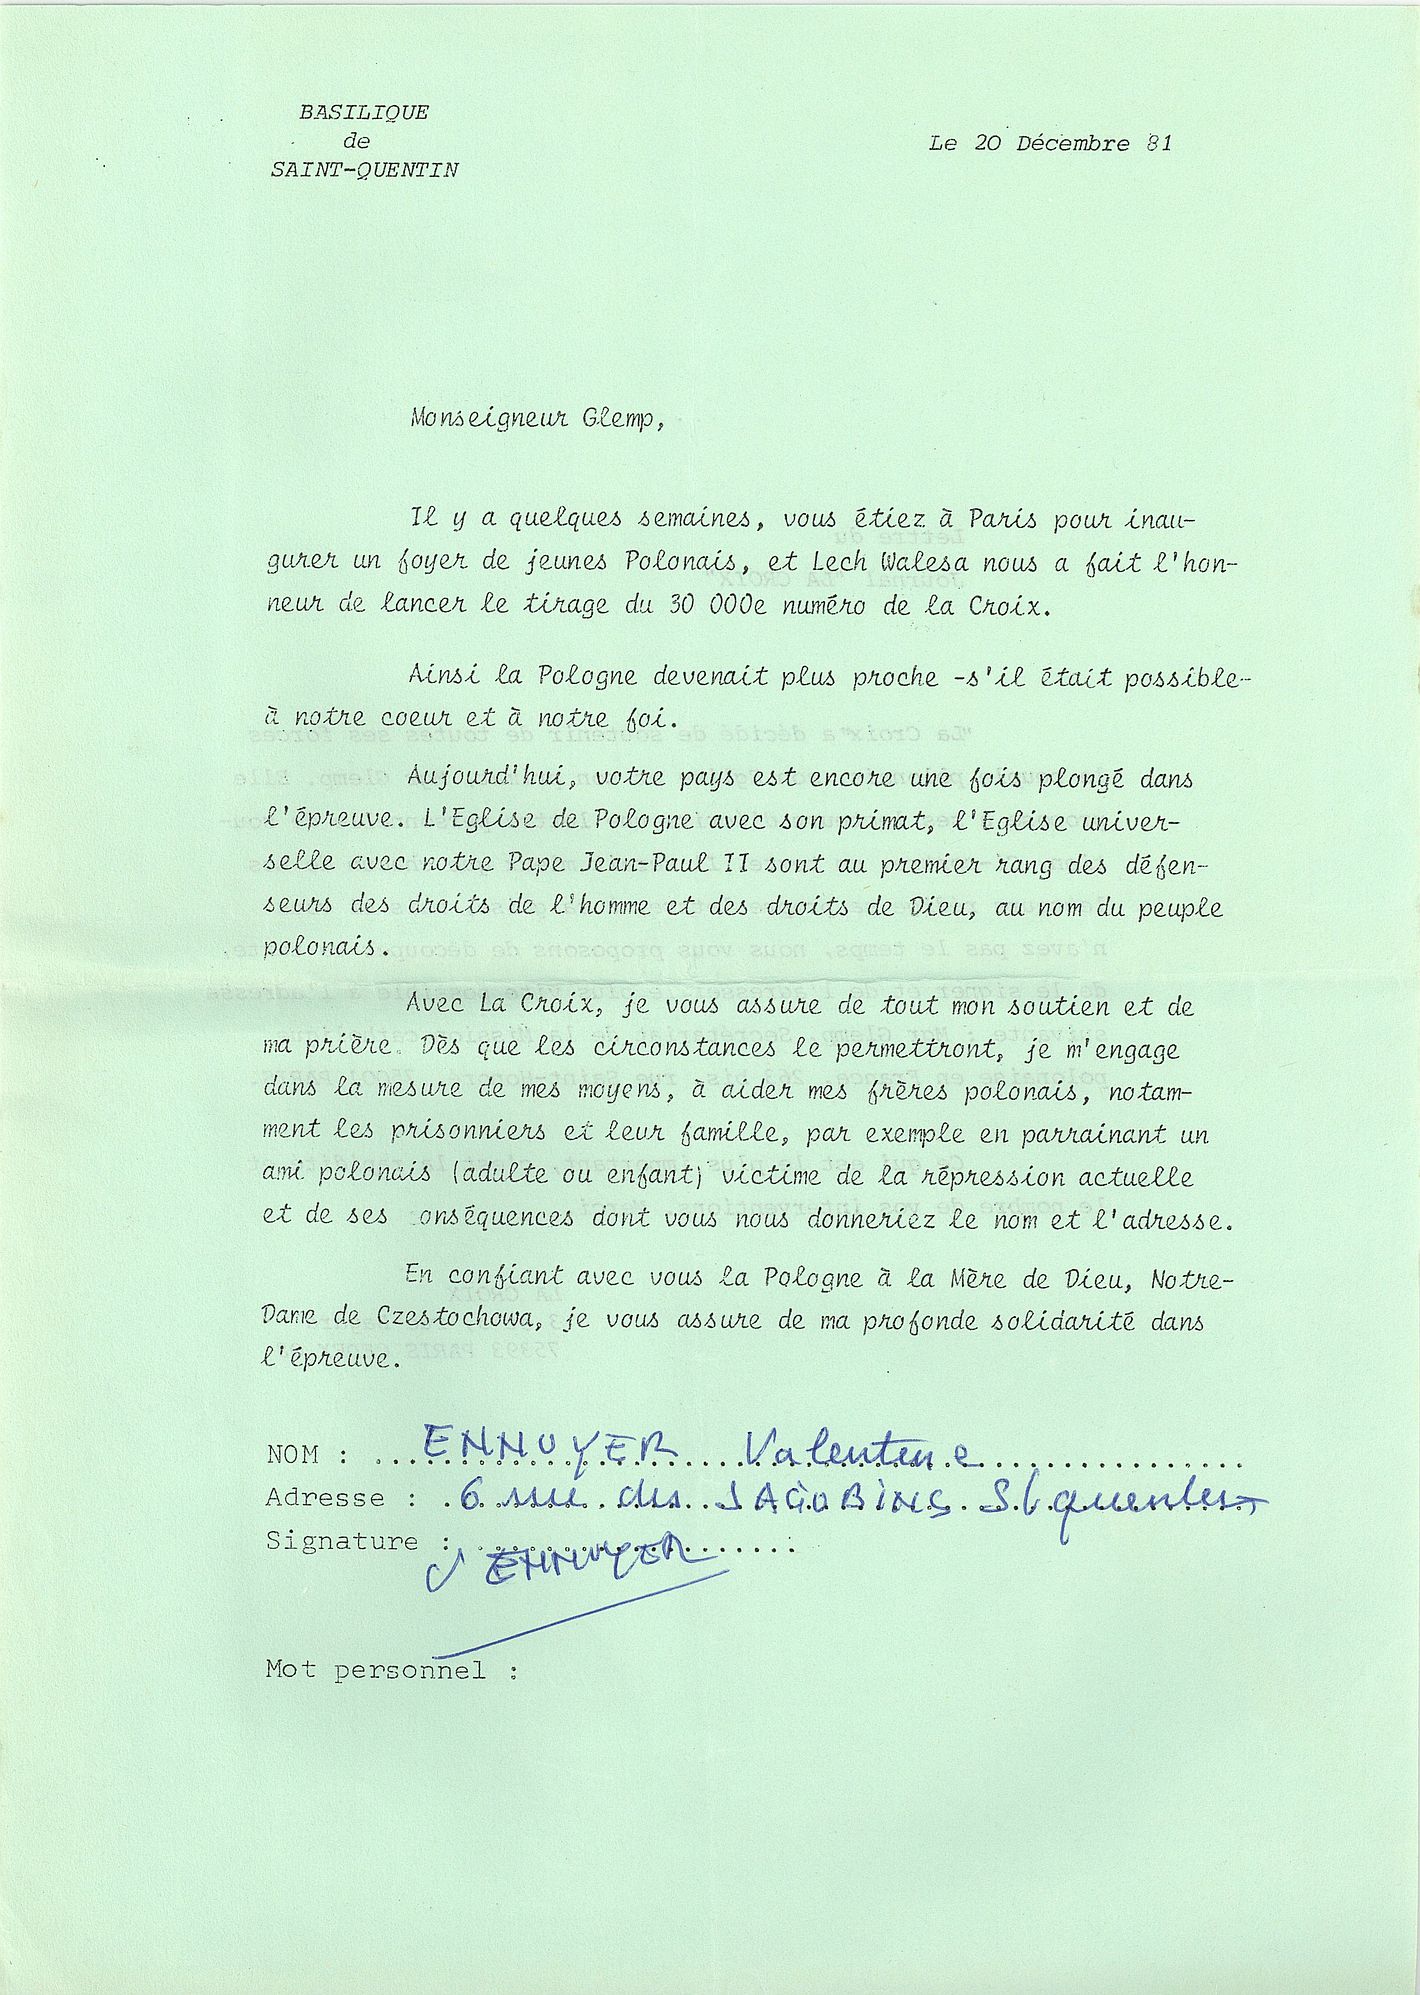 BASILIQUE
de
SAINT-QUENTIN
Le 20 Décembre 81
Monseigneur Glemp,
Il y a quelques semaines, vous étiez à Paris pour inau-
gurer un foyer de jeunes Polonais, et Lech Walesa nous a fait l'hon-
neur de lancer le tirage du 30 000e numéro de la Croix.
Ainsi la Pologne devenait plus proche -s'il était possible-
à notre coeur et à notre foi.
Aujourd'hui, votre pays est encore une fois plongé dans
l'épreuve. L'Eglise de Pologne avec son primat, l'Eglise univer-
selle avec notre Pape Jean-Paul II sont au premier rang des défen-
seurs des droits de l'homme et des droits de Dieu, au nom du peuple
polonais.
Avec La Croix, je vous assure de tout mon soutien et de
ma prière. Dès que les circonstances le permettront, je m'engage
dans la mesure de mes moyens, à aider mes frères polonais, notam-
ment les prisonniers et leur famille, par exemple en parrainant un
ami polonais (adulte ou enfant) victime de la répression actuelle
et de ses onséquences dont vous nous donneriez le nom et l'adresse.
En confiant avec vous la Pologne à la Mère de Dieu, Notre-
Dame de Czestochowa, je vous assure de ma profonde solidarité dans
l'épreuve.
NOM : ENNUYER Valentine
Adresse : 6 rue des JACOBINS St quentin
Signature : ENNUYER
Mot personnel :